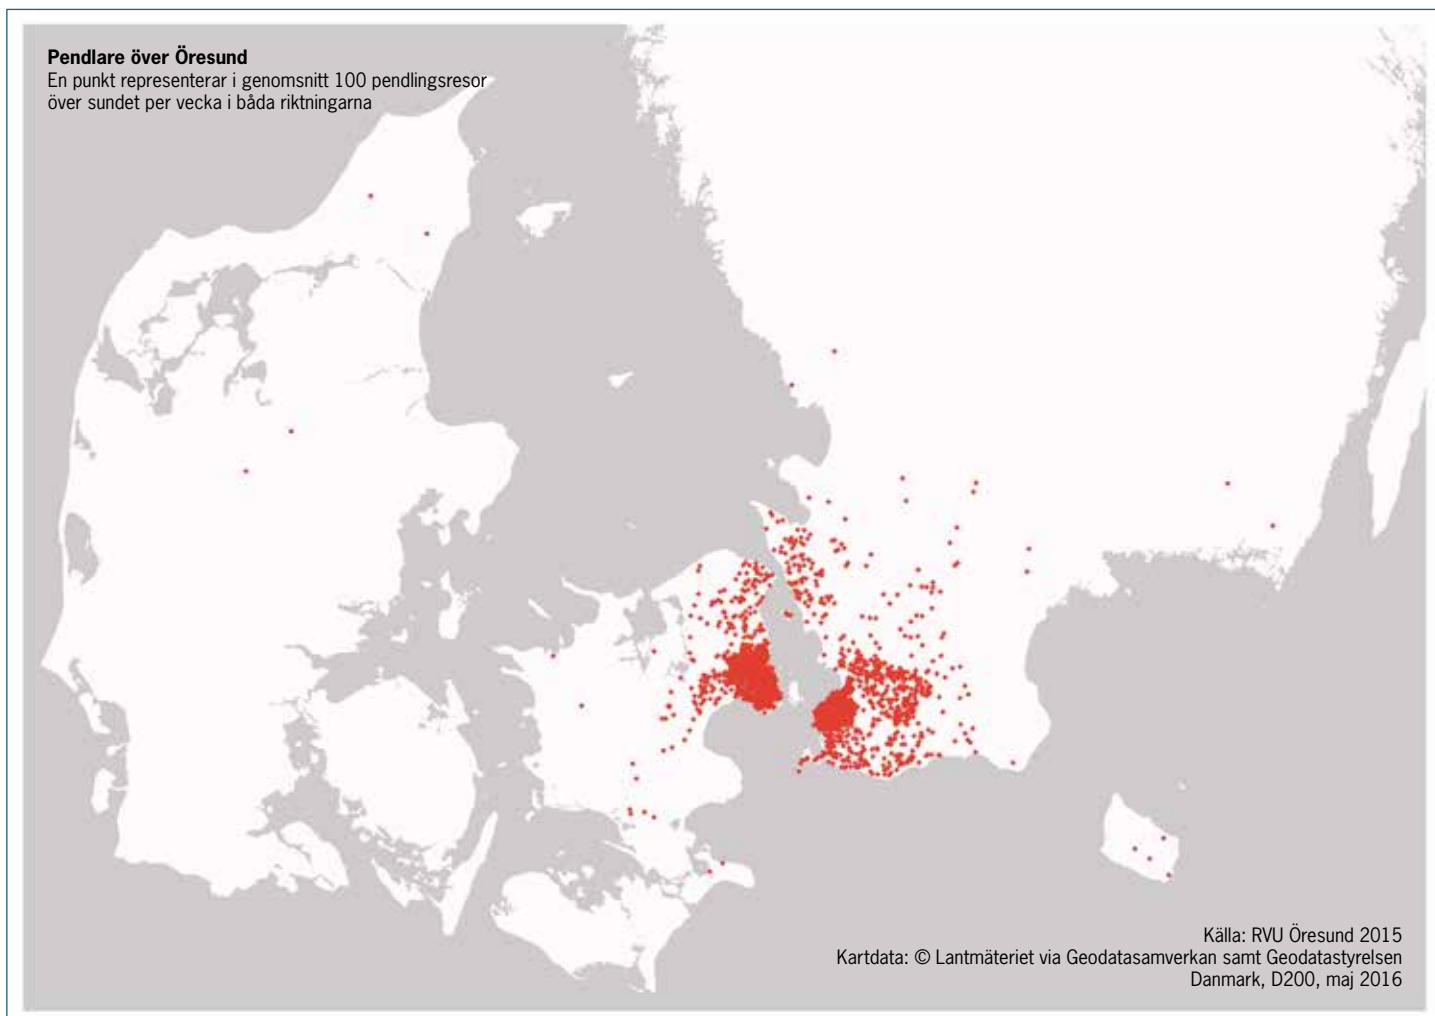 Pendlare över Öresund
En punkt representerar i genomsnitt 100 pendlingsresor
över sundet per vecka i båda riktningarna
Källa: RVU Öresund 2015
Kartdata: © Lantmäteriet via Geodatasamverkan samt Geodatastyrelsen
Danmark, D200, maj 2016